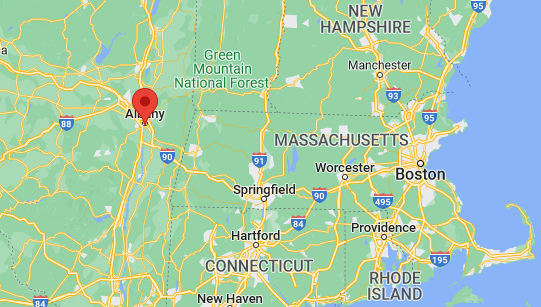 95
NEW
HAMPSHIRE
Green
Mountain
National Forest
Manchester
a
93
95
Albany
88
MASSACHUSETTS
90
91
Worcester
Boston
Springfield
90
495
84
Providence
Hartford
195
CONNECTICUT
RHODE
ISLAND
84
New Haven